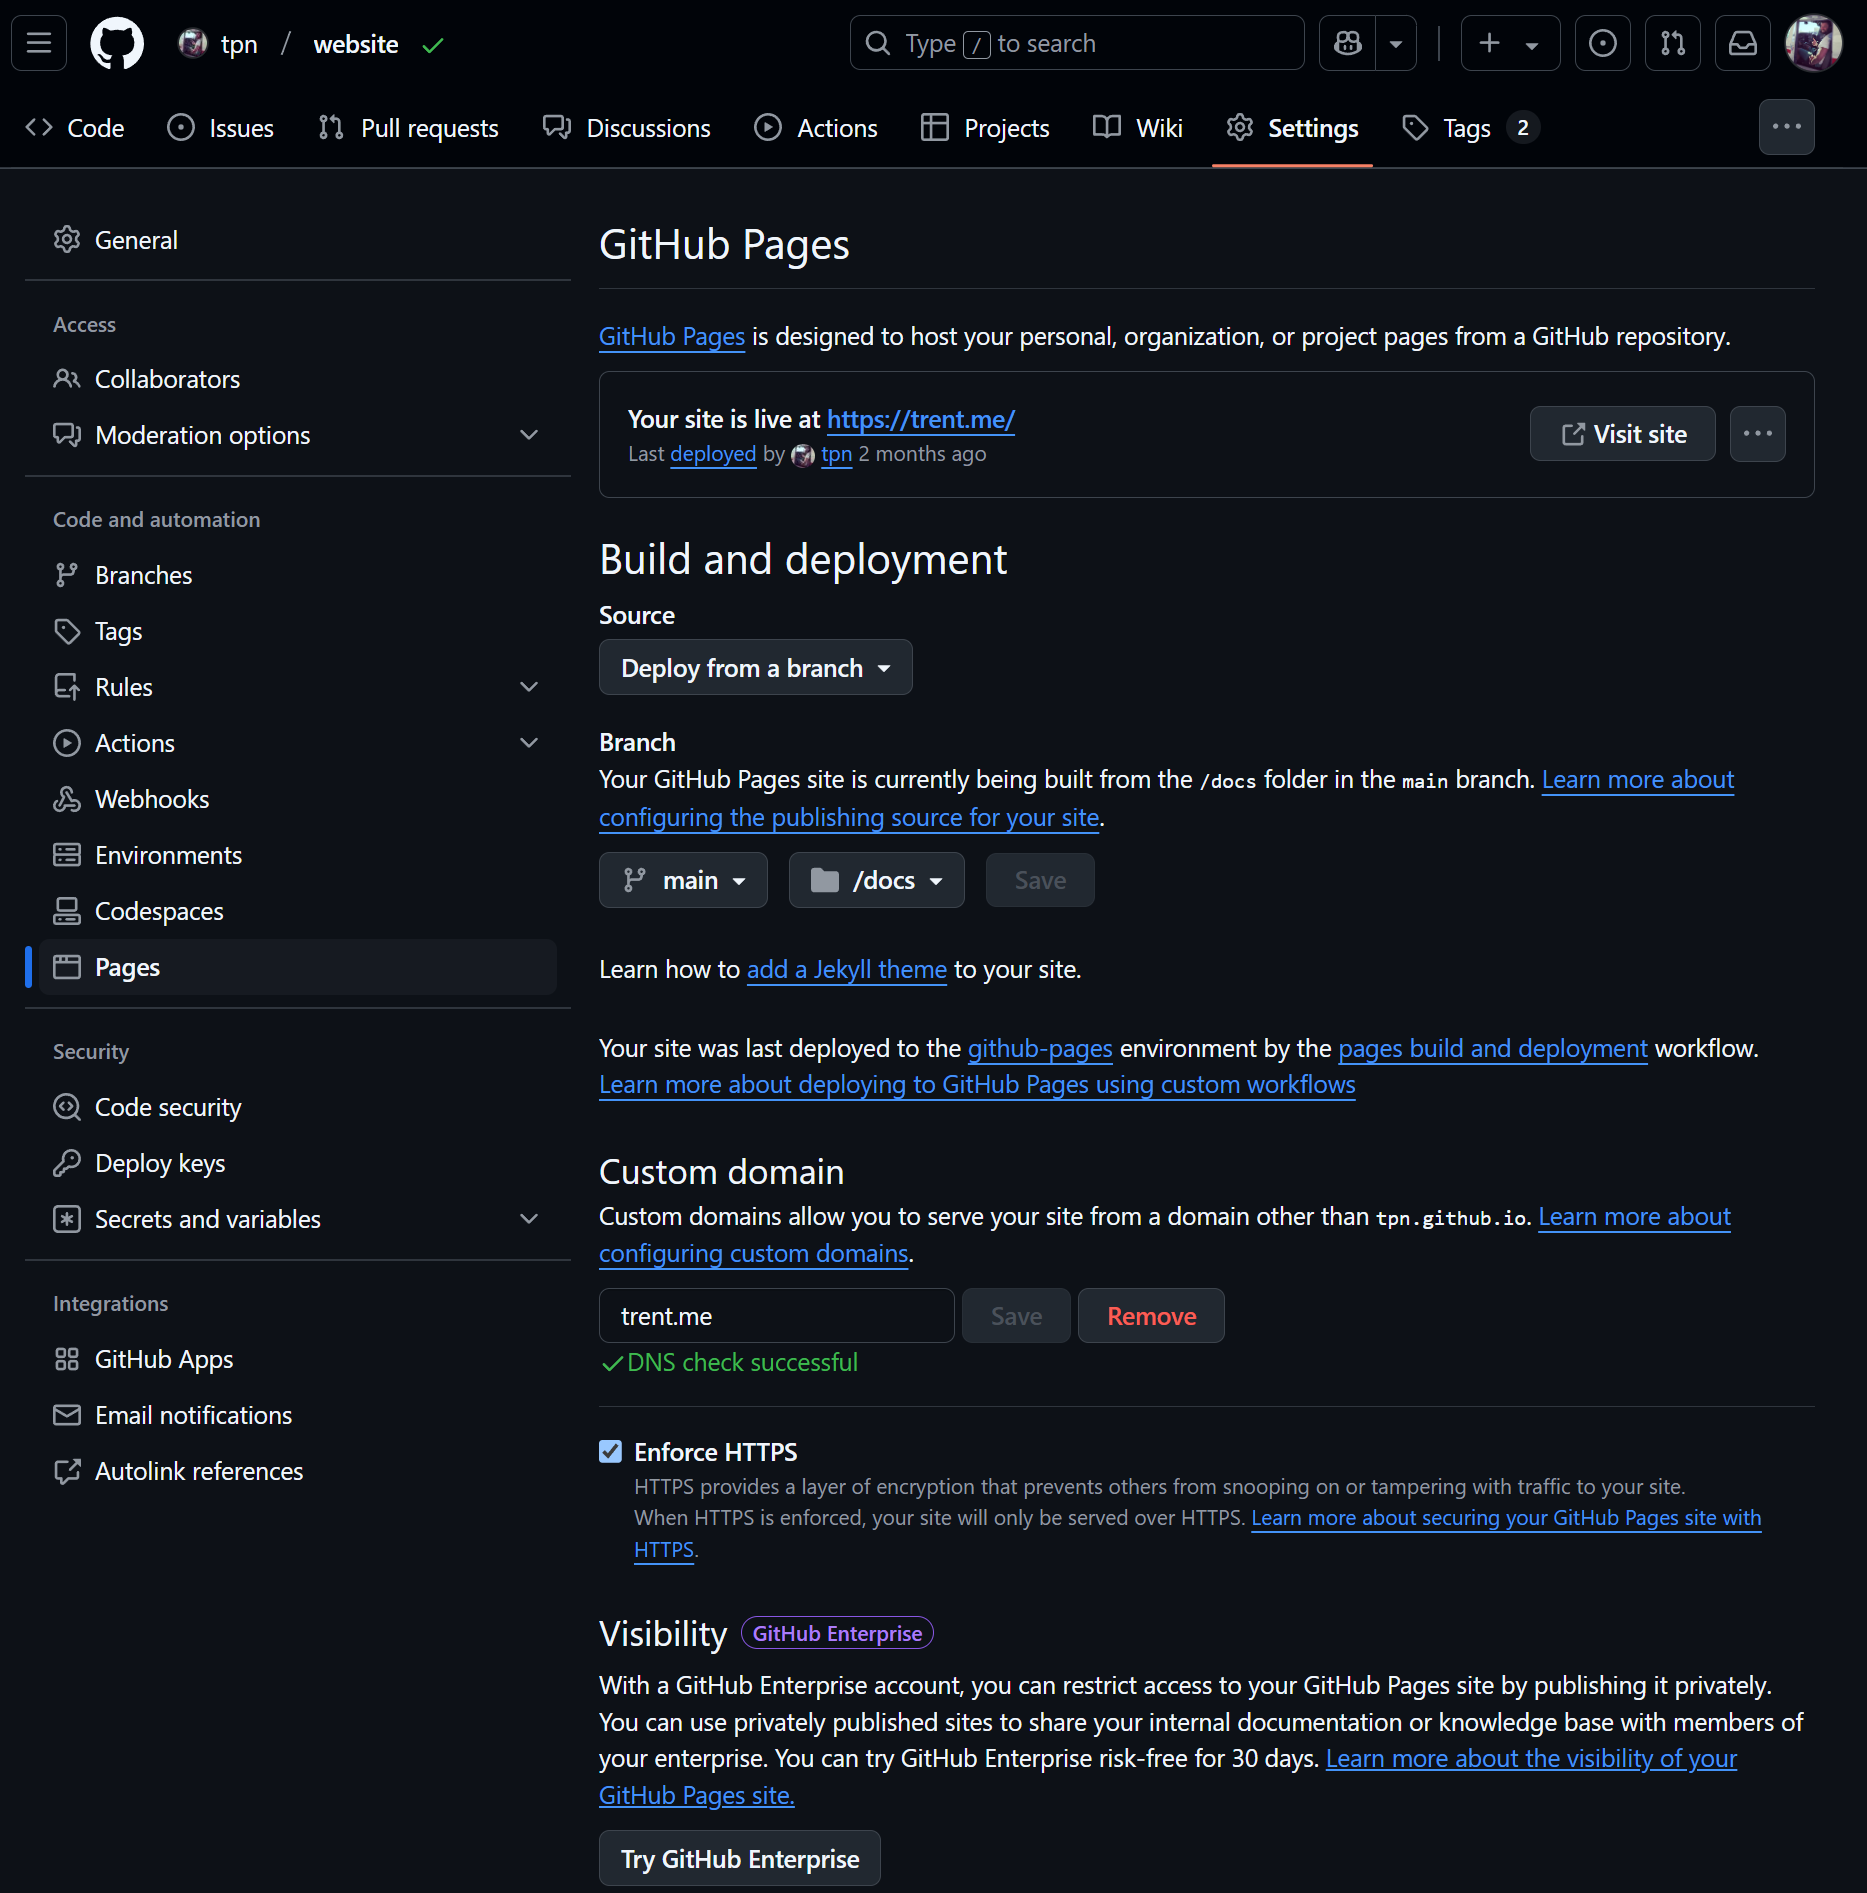 tpn / website
Type / to search
Code Issues Pull requests Discussions Actions Projects Wiki Settings Tags 2
General
Access
Collaborators
Moderation options
Code and automation
Branches
Tags
Rules
Actions
Webhooks
Environments
Codespaces
Pages
Security
Code security
Deploy keys
Secrets and variables
Integrations
GitHub Apps
Email notifications
Autolink references
GitHub Pages
GitHub Pages is designed to host your personal, organization, or project pages from a GitHub repository.
Your site is live at https://trent.me/
Last deployed by tpn 2 months ago
Visit site
Build and deployment
Source
Deploy from a branch
Branch
Your GitHub Pages site is currently being built from the /docs folder in the main branch. Learn more about
configuring the publishing source for your site.
main /docs Save
Learn how to add a Jekyll theme to your site.
Your site was last deployed to the github-pages environment by the pages build and deployment workflow.
Learn more about deploying to GitHub Pages using custom workflows
Custom domain
Custom domains allow you to serve your site from a domain other than tpn.github.io. Learn more about
configuring custom domains.
trent.me Save Remove
DNS check successful
Enforce HTTPS
HTTPS provides a layer of encryption that prevents others from snooping on or tampering with traffic to your site.
When HTTPS is enforced, your site will only be served over HTTPS. Learn more about securing your GitHub Pages site with
HTTPS.
Visibility GitHub Enterprise
With a GitHub Enterprise account, you can restrict access to your GitHub Pages site by publishing it privately.
You can use privately published sites to share your internal documentation or knowledge base with members of
your enterprise. You can try GitHub Enterprise risk-free for 30 days. Learn more about the visibility of your
GitHub Pages site.
Try GitHub Enterprise